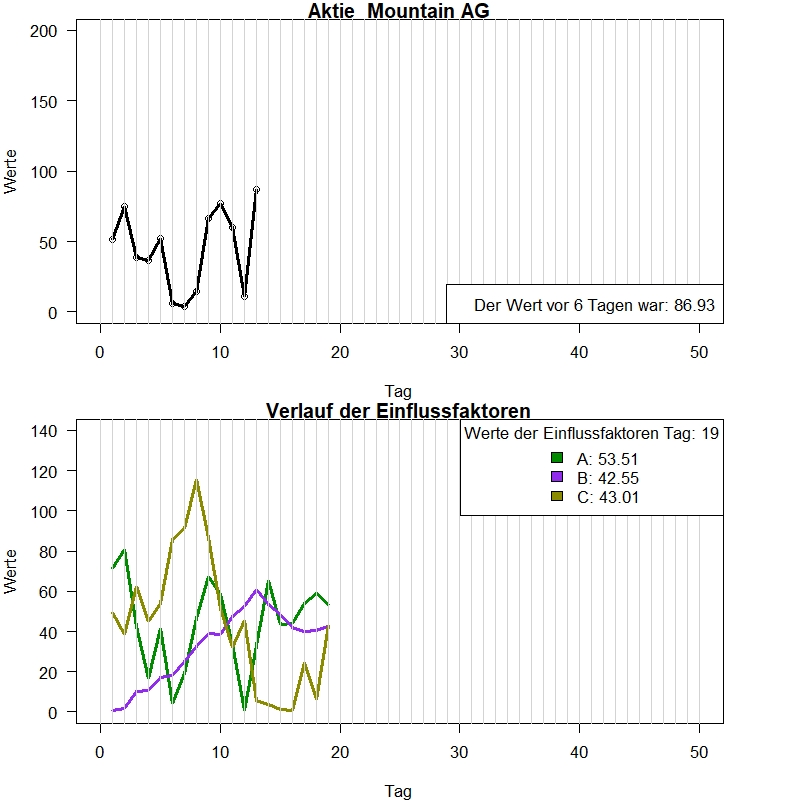 Aktie  Mountain AG
200
150
100
50
0
Werte
Der Wert vor 6 Tagen war: 86.93
0 10 20 30 40 50
Tag
Verlauf der Einflussfaktoren
140
120
100
80
60
40
20
0
Werte
Werte der Einflussfaktoren Tag: 19
A: 53.51
B: 42.55
C: 43.01
0 10 20 30 40 50
Tag